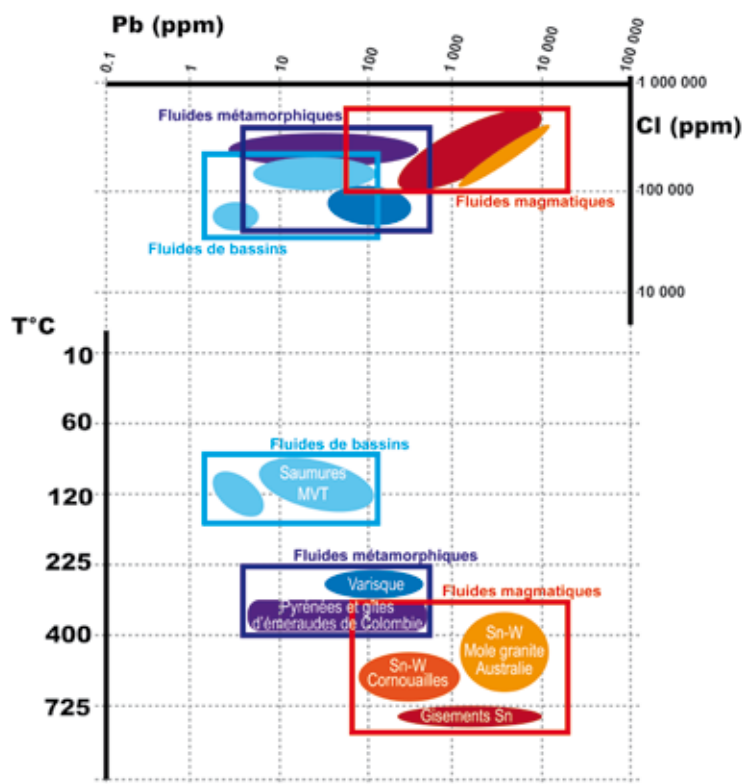 Pb (ppm)
0.1
1
10
100
1 000
10 000
100 000
1 000 000
Fluides métamorphiques
Cl (ppm)
100 000
Fluides magmatiques
Fluides de bassins
10 000
T°C
10
60
Fluides de bassins
Saumures
MVT
120
225
Fluides métamorphiques
Varisque
Fluides magmatiques
Pyrénées et gîtes
d'émeraudes de Colombie
400
Sn-W
Mole granite
Australie
Sn-W
Cornouailles
725
Gisements Sn